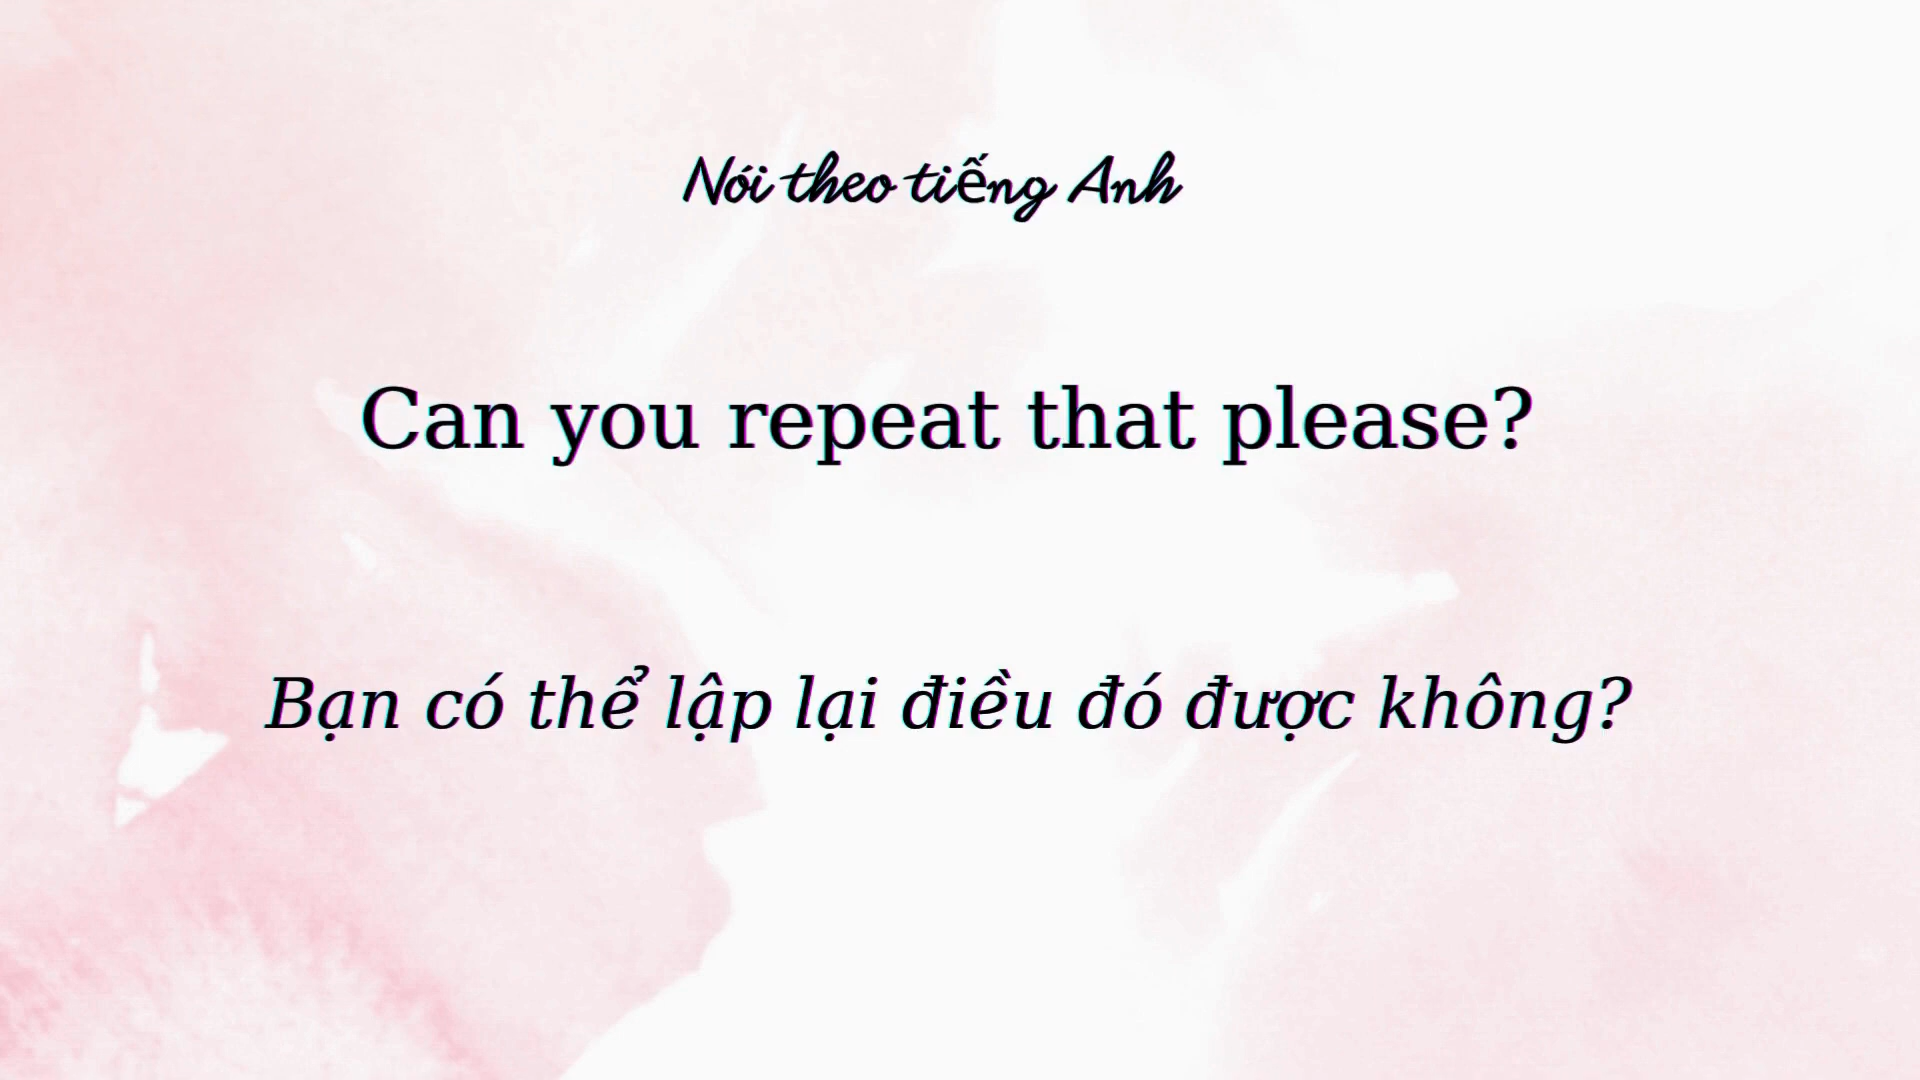 Nói theo tiếng Anh
Can you repeat that please?
Bạn có thể lập lại điều đó được không?